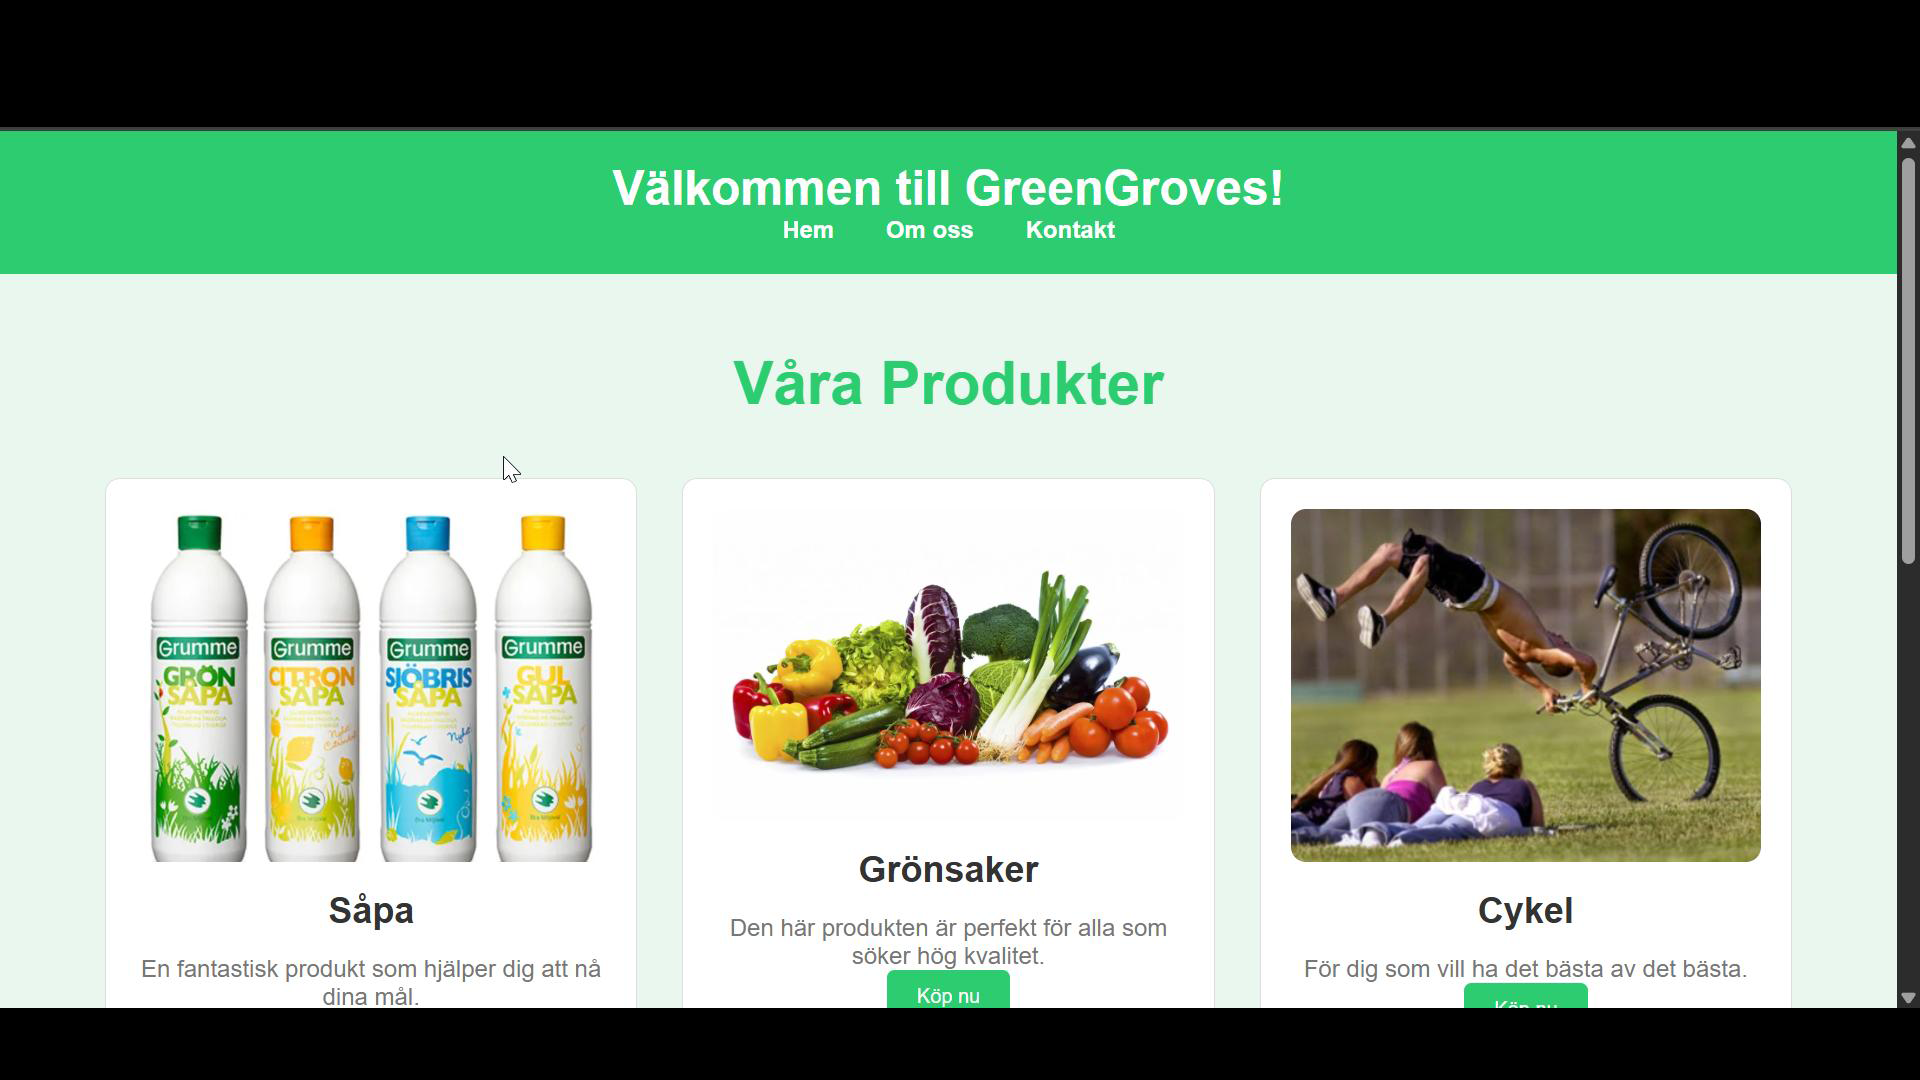 Välkommen till GreenGroves!
Hem Om oss Kontakt
Våra Produkter
Grumme Grumme Grumme Grumme
GRÖN CITRON SJÖBRIS GUL
SÅPA SÅPA SÅPA SÅPA
Såpa
En fantastisk produkt som hjälper dig att nå
dina mål.
Grönsaker
Den här produkten är perfekt för alla som
söker hög kvalitet.
Köp nu
Cykel
För dig som vill ha det bästa av det bästa.
Köp nu